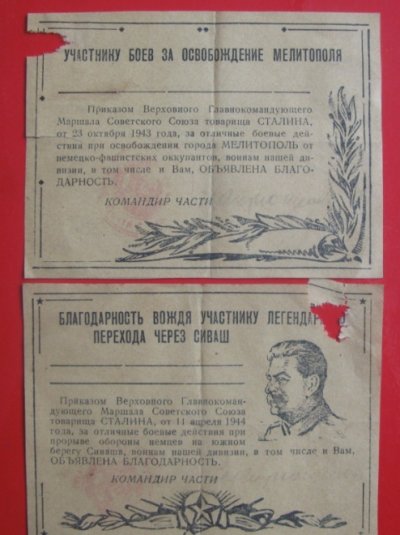 УЧАСТНИКУ БОЕВ ЗА ОСВОБОЖДЕНИЕ МЕЛИТОПОЛЯ
Приказом Верховного Главнокомандующего
Маршала Советского Союза товарища СТАЛИНА,
от 23 октября 1943 года, за отличные боевые дей-
ствия при освобождении города МЕЛИТОПОЛЬ от
немецко-фашистских оккупантов, воинам нашей ди-
визии, в том числе и Вам, ОБЪЯВЛЕНА БЛАГО-
ДАРНОСТЬ.
КОМАНДИР ЧАСТИ
БЛАГОДАРНОСТЬ ВОЖДЯ УЧАСТНИКУ
ПЕРЕХОДА ЧЕРЕЗ СИВАШ
Приказом Верховного Главнокоман-
дующего Маршала Советского Союза
товарища СТАЛИНА, от 11 апреля 1944
года, за отличные боевые действия при
прорыве обороны немцев на южном
берегу Сиваша, воинам нашей дивизии, в том числе и Вам,
ОБЪЯВЛЕНА БЛАГОДАРНОСТЬ.
КОМАНДИР ЧАСТИ